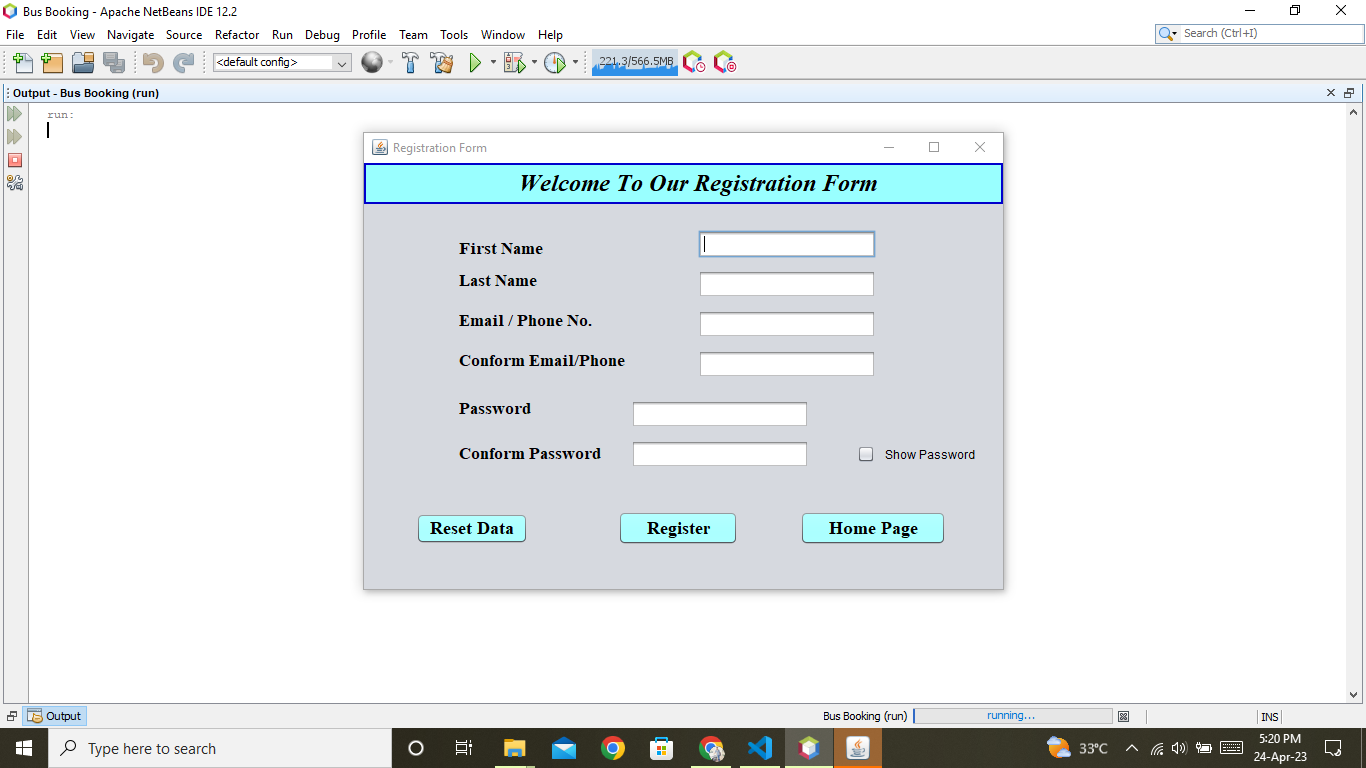 Bus Booking - Apache NetBeans IDE 12.2
File Edit View Navigate Source Refactor Run Debug Profile Team Tools Window Help
Search (Ctrl+I)
<default config>
221.3/566.5MB
Output - Bus Booking (run)
run:
Registration Form
Welcome To Our Registration Form
First Name
Last Name
Email / Phone No.
Conform Email/Phone
Password
Conform Password
Show Password
Reset Data Register Home Page
Output
Bus Booking (run) running... INS
Type here to search
33°C
5:20 PM
24-Apr-23